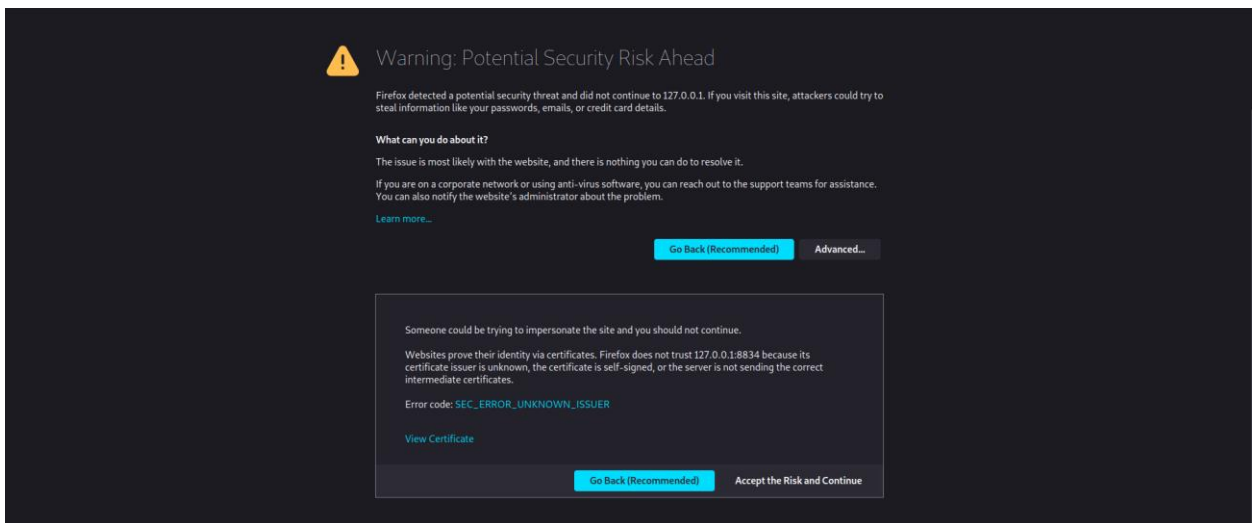 Warning: Potential Security Risk Ahead
Firefox detected a potential security threat and did not continue to 127.0.0.1. If you visit this site, attackers could try to
steal information like your passwords, emails, or credit card details.
What can you do about it?
The issue is most likely with the website, and there is nothing you can do to resolve it.
If you are on a corporate network or using anti-virus software, you can reach out to the support teams for assistance.
You can also notify the website's administrator about the problem.
Learn more...
Go Back (Recommended) Advanced...
Someone could be trying to impersonate the site and you should not continue.
Websites prove their identity via certificates. Firefox does not trust 127.0.0.1:8834 because its
certificate issuer is unknown, the certificate is self-signed, or the server is not sending the correct
intermediate certificates.
Error code: SEC_ERROR_UNKNOWN_ISSUER
View Certificate
Go Back (Recommended) Accept the Risk and Continue